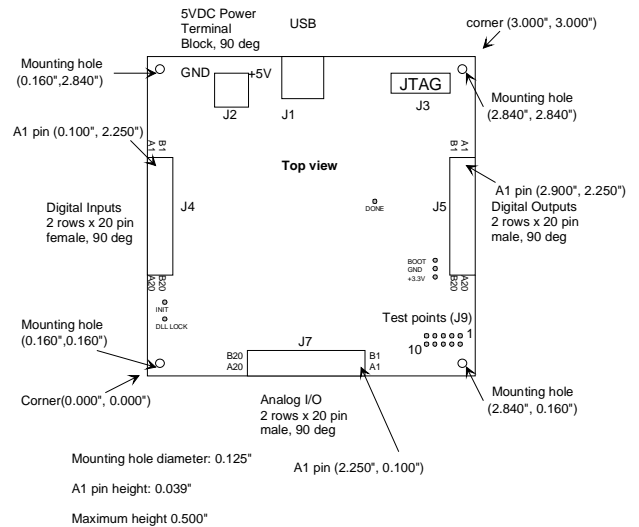 5VDC Power
Terminal
Block, 90 deg
USB
corner (3.000", 3.000")
Mounting hole
(0.160",2.840")
GND
+5V
J2
J1
JTAG
J3
Mounting hole
(2.840", 2.840")
A1 pin (0.100", 2.250")
A1
B1
B1
A1
Top view
A1 pin (2.900", 2.250")
Digital Inputs
2 rows x 20 pin
female, 90 deg
J4
DONE
J5
Digital Outputs
2 rows x 20 pin
male, 90 deg
BOOT
GND
+3.3V
A20
B20
B20
A20
INIT
DLL LOCK
Test points (J9)
1
10
Mounting hole
(0.160",0.160")
J7
B20
A20
B1
A1
Corner(0.000", 0.000")
Analog I/O
2 rows x 20 pin
male, 90 deg
Mounting hole
(2.840", 0.160")
Mounting hole diameter: 0.125"
A1 pin (2.250", 0.100")
A1 pin height: 0.039"
Maximum height 0.500"